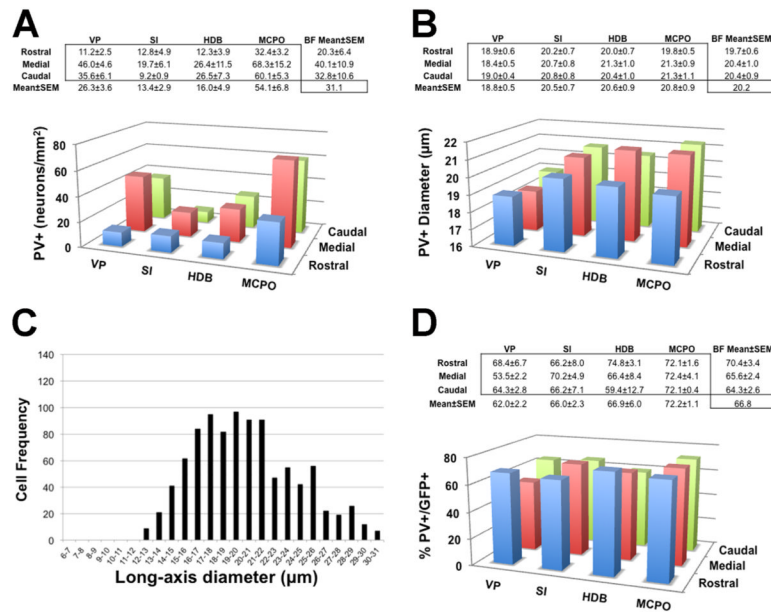 A
VP SI HDB MCPO BF Mean±SEM
Rostral 11.2±2.5 12.8±4.9 12.3±3.9 32.4±3.2 20.3±6.4
Medial 46.0±4.6 19.7±6.1 26.4±11.5 68.3±15.2 40.1±10.9
Caudal 35.6±6.1 9.2±0.9 26.5±7.3 60.1±5.3 32.8±10.6
Mean±SEM 26.3±3.6 13.4±2.9 16.0±4.9 54.1±6.8 31.1
PV+ (neurons/mm²)
80
60
40
20
0
VP
SI
HDB
MCPO
Caudal
Medial
Rostral
B
VP SI HDB MCPO BF Mean±SEM
Rostral 18.9±0.6 20.2±0.7 20.0±0.7 19.8±0.5 19.7±0.6
Medial 18.4±0.5 20.7±0.8 21.3±1.0 21.3±0.9 20.4±1.0
Caudal 19.0±0.4 20.8±0.8 20.4±1.0 21.3±1.1 20.4±0.9
Mean±SEM 18.8±0.5 20.5±0.7 20.6±0.9 20.8±0.9 20.2
PV+ Diameter (µm)
22
21
20
19
18
17
16
VP
SI
HDB
MCPO
Caudal
Medial
Rostral
C
Cell Frequency
140
120
100
80
60
40
20
0
6-7
7-8
8-9
9-10
10-11
11-12
12-13
13-14
14-15
15-16
16-17
17-18
18-19
19-20
20-21
21-22
22-23
23-24
24-25
25-26
26-27
27-28
28-29
29-30
30-31
Long-axis diameter (µm)
D
VP SI HDB MCPO BF Mean±SEM
Rostral 68.4±6.7 66.2±8.0 74.8±3.1 72.1±1.6 70.4±3.4
Medial 53.5±2.2 70.2±4.9 66.4±8.4 72.4±4.1 65.6±2.4
Caudal 64.3±2.8 66.2±7.1 59.4±12.7 72.1±0.4 64.3±2.6
Mean±SEM 62.0±2.2 66.0±2.3 66.9±6.0 72.2±1.1 66.8
% PV+/GFP+
80
60
40
20
0
VP
SI
HDB
MCPO
Caudal
Medial
Rostral